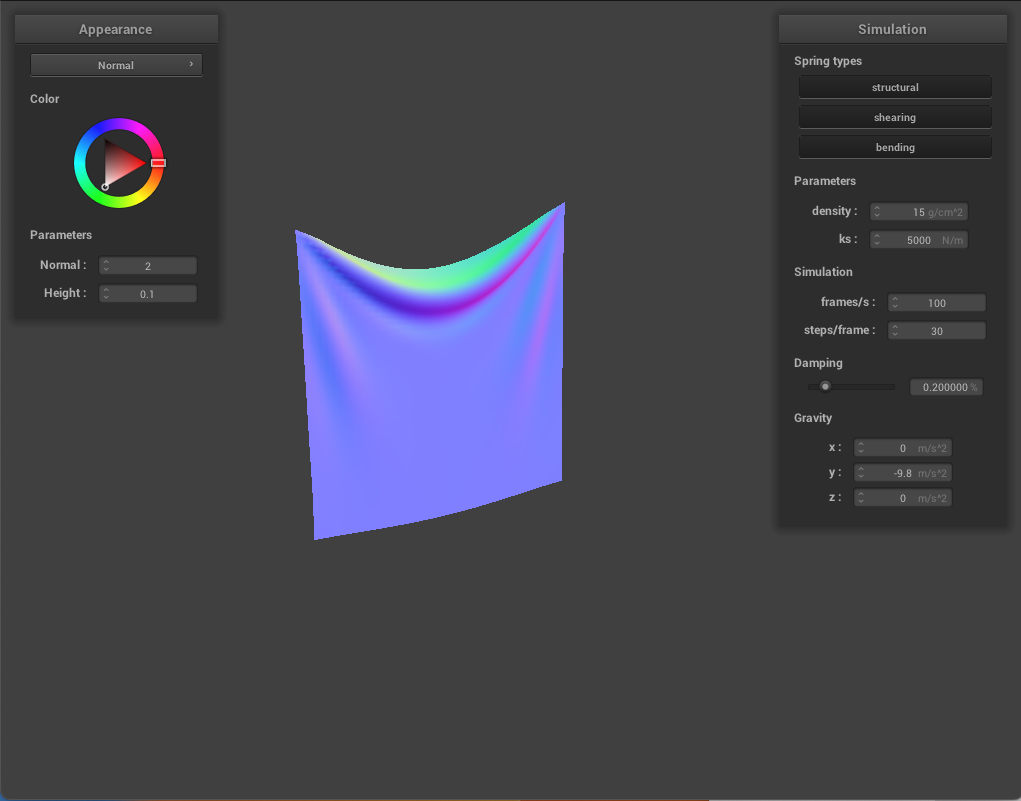 Appearance
Normal
Color
Parameters
Normal : 2
Height : 0.1
Simulation
Spring types
structural
shearing
bending
Parameters
density : 15 g/cm^2
ks : 5000 N/m
Simulation
frames/s : 100
steps/frame : 30
Damping
0.200000 %
Gravity
x : 0 m/s^2
y : -9.8 m/s^2
z : 0 m/s^2